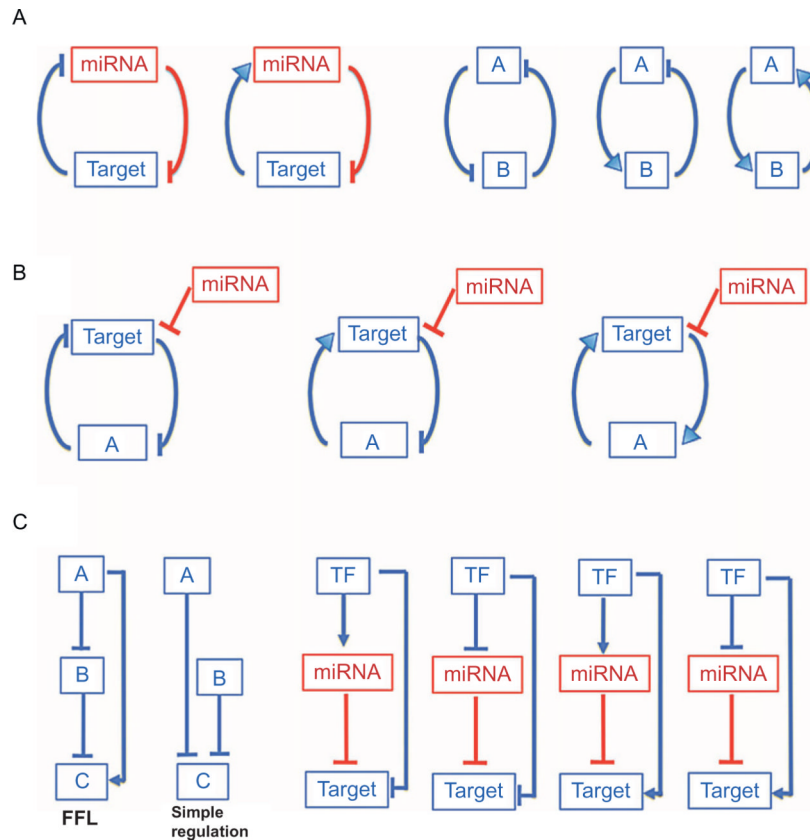 A
miRNA miRNA A A A
Target Target B B B
B
miRNA miRNA miRNA
Target Target Target
A A A
C
A A TF TF TF TF
B B miRNA miRNA miRNA miRNA
C C Target Target Target Target
FFL Simple
regulation